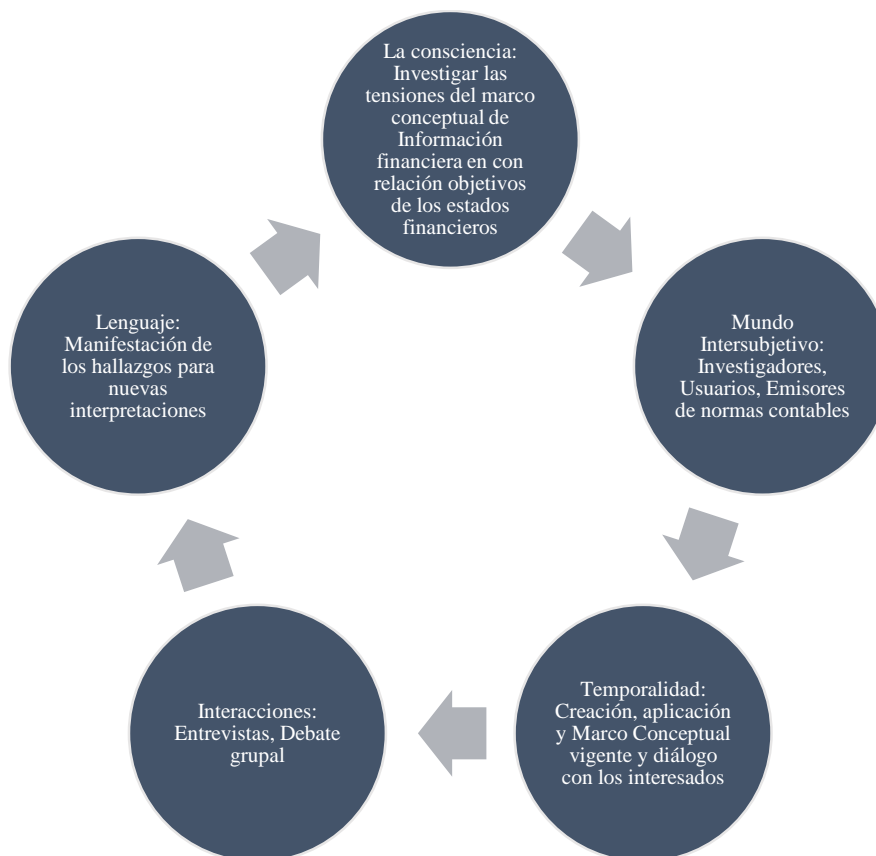 La consciencia:
Investigar las
tensiones del marco
conceptual de
Información
financiera en con
relación objetivos
de los estados
financieros
Mundo
Intersubjetivo:
Investigadores,
Usuarios, Emisores
de normas contables
Temporalidad:
Creación, aplicación
y Marco Conceptual
vigente y diálogo
con los interesados
Interacciones:
Entrevistas, Debate
grupal
Lenguaje:
Manifestación de
los hallazgos para
nuevas
interpretaciones